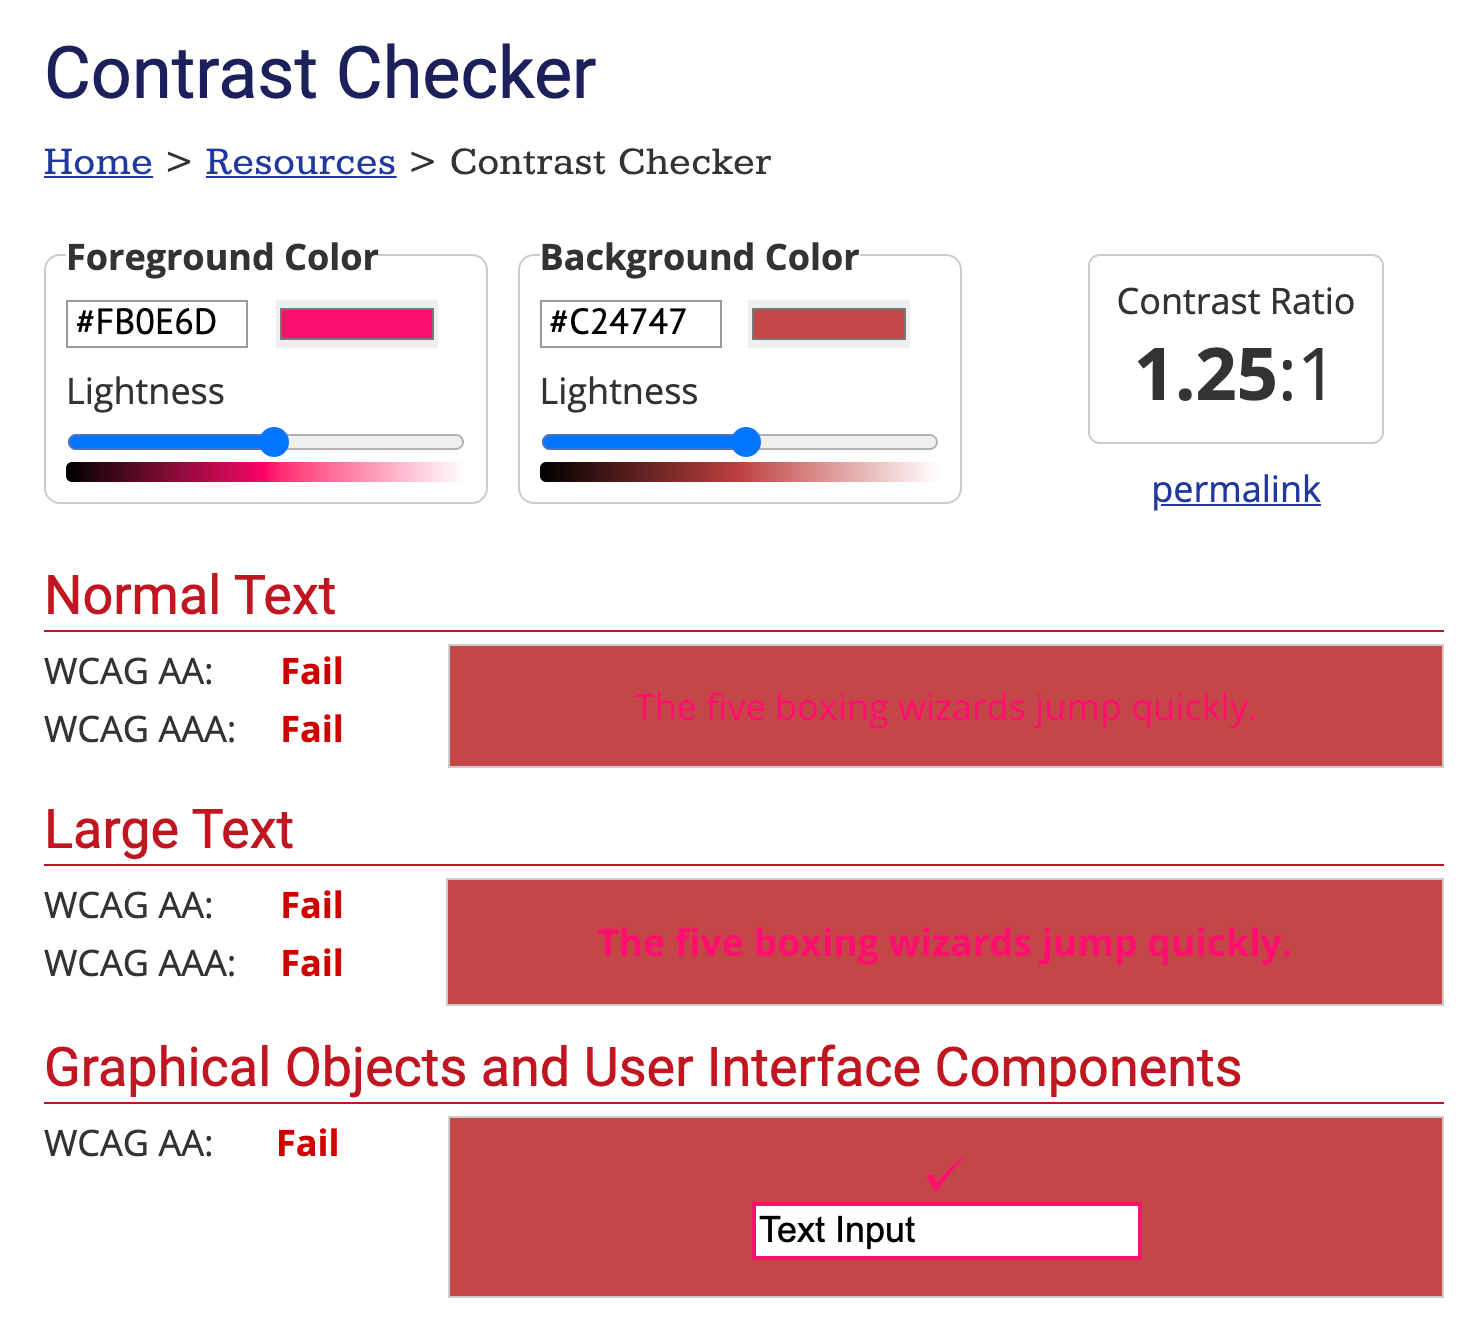 Contrast Checker
Home > Resources > Contrast Checker
Foreground Color
#FB0E6D
Lightness
Background Color
#C24747
Lightness
Contrast Ratio
1.25:1
permalink
Normal Text
WCAG AA: Fail
WCAG AAA: Fail
The five boxing wizards jump quickly.
Large Text
WCAG AA: Fail
WCAG AAA: Fail
The five boxing wizards jump quickly.
Graphical Objects and User Interface Components
WCAG AA: Fail
✓
Text Input